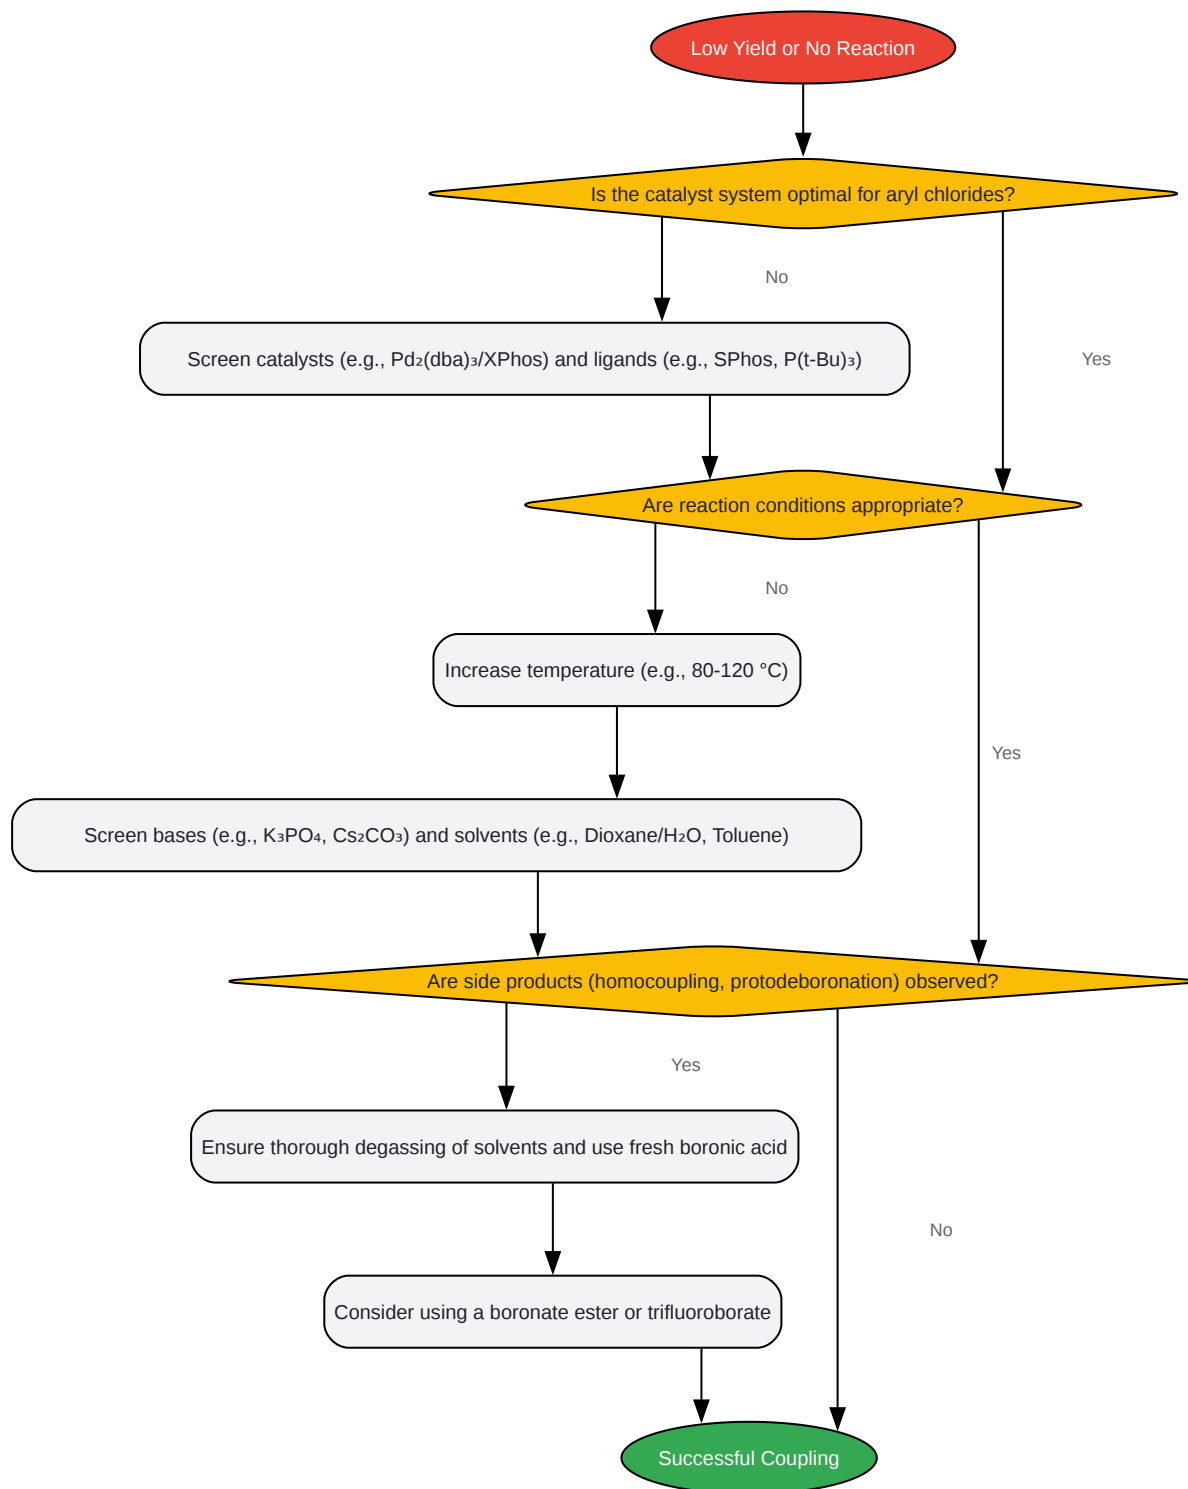 Low Yield or No Reaction
Is the catalyst system optimal for aryl chlorides?
No
Screen catalysts (e.g., Pd₂(dba)₃/XPhos) and ligands (e.g., SPhos, P(t-Bu)₃)
Yes
Are reaction conditions appropriate?
No
Increase temperature (e.g., 80-120 °C)
Yes
Screen bases (e.g., K₃PO₄, Cs₂CO₃) and solvents (e.g., Dioxane/H₂O, Toluene)
Are side products (homocoupling, protodeboronation) observed?
Yes
Ensure thorough degassing of solvents and use fresh boronic acid
No
Consider using a boronate ester or trifluoroborate
Successful Coupling